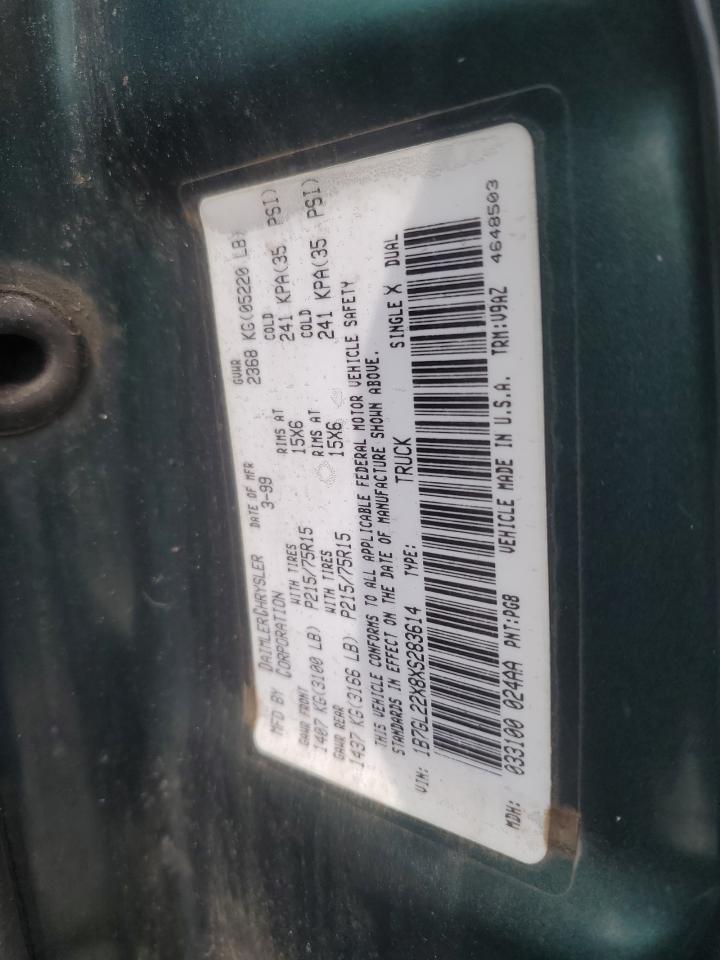 MFD BY DAIMLERCHRYSLER CORPORATION DATE OF MFR 3-99 GVWR 2368 KG(05220 LB)
GAWR FRONT 1407 KG(3100 LB) WITH TIRES P215/75R15 RIMS AT 15X6 COLD 241 KPA(35 PSI)
GAWR REAR 1437 KG(3166 LB) WITH TIRES P215/75R15 RIMS AT 15X6 COLD 241 KPA(35 PSI)
THIS VEHICLE CONFORMS TO ALL APPLICABLE FEDERAL MOTOR VEHICLE SAFETY
STANDARDS IN EFFECT ON THE DATE OF MANUFACTURE SHOWN ABOVE.
VIN: 1B7GL22X8XS283614 TYPE: TRUCK SINGLE X DUAL
MDH: 033100 024AA PNT:PGB VEHICLE MADE IN U.S.A. TRM:V9AZ 4648503